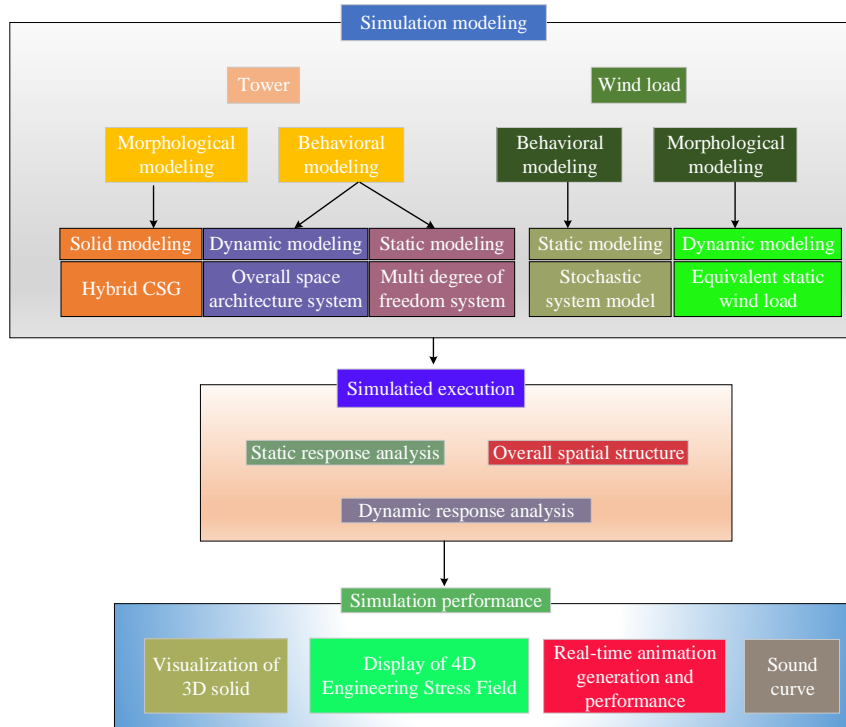 Simulation modeling
Tower
Wind load
Morphological
modeling
Behavioral
modeling
Behavioral
modeling
Morphological
modeling
Solid modeling
Dynamic modeling
Static modeling
Static modeling
Dynamic modeling
Hybrid CSG
Overall space
architecture system
Multi degree of
freedom system
Stochastic
system model
Equivalent static
wind load
Simulatied execution
Static response analysis
Overall spatial structure
Dynamic response analysis
Simulation performance
Visualization of
3D solid
Display of 4D
Engineering Stress Field
Real-time animation
generation and
performance
Sound
curve